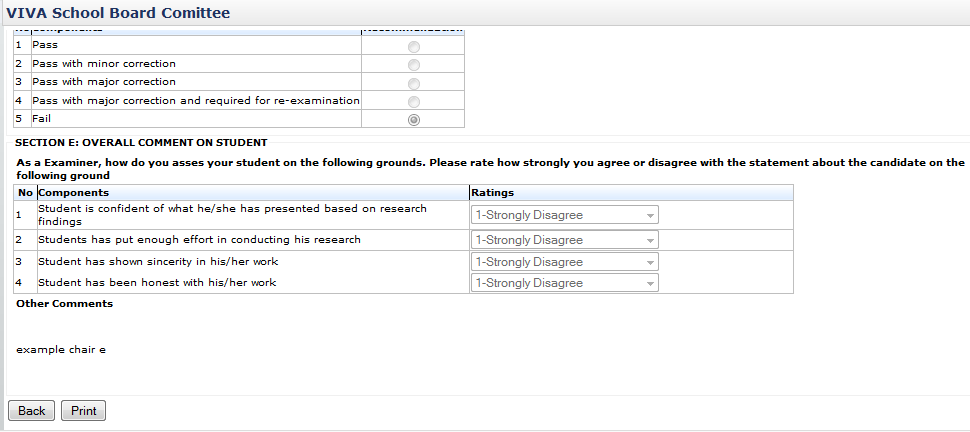 VIVA School Board Comittee
1 Pass
2 Pass with minor correction
3 Pass with major correction
4 Pass with major correction and required for re-examination
5 Fail
SECTION E: OVERALL COMMENT ON STUDENT
As a Examiner, how do you asses your student on the following grounds. Please rate how strongly you agree or disagree with the statement about the candidate on the
following ground
No Components Ratings
1 Student is confident of what he/she has presented based on research
findings 1-Strongly Disagree
2 Students has put enough effort in conducting his research 1-Strongly Disagree
3 Student has shown sincerity in his/her work 1-Strongly Disagree
4 Student has been honest with his/her work 1-Strongly Disagree
Other Comments
example chair e
Back Print